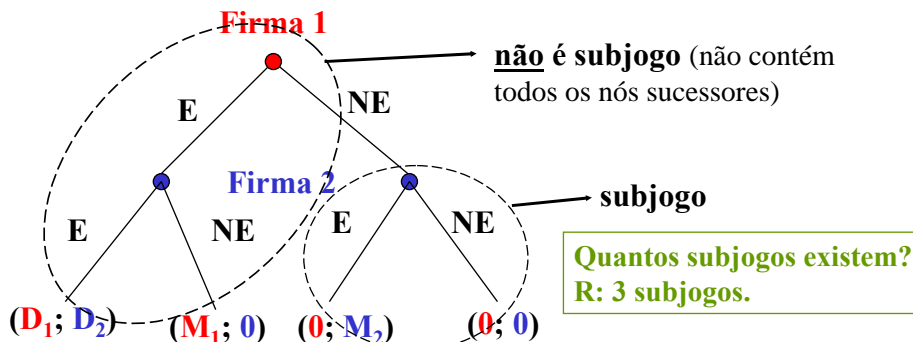 Firma 1
não é subjogo (não contém
todos os nós sucessores)
E
NE
Firma 2
subjogo
E
NE
E
NE
Quantos subjogos existem?
R: 3 subjogos.
(D₁; D₂)
(M₁; 0)
(0; M₂)
(0; 0)